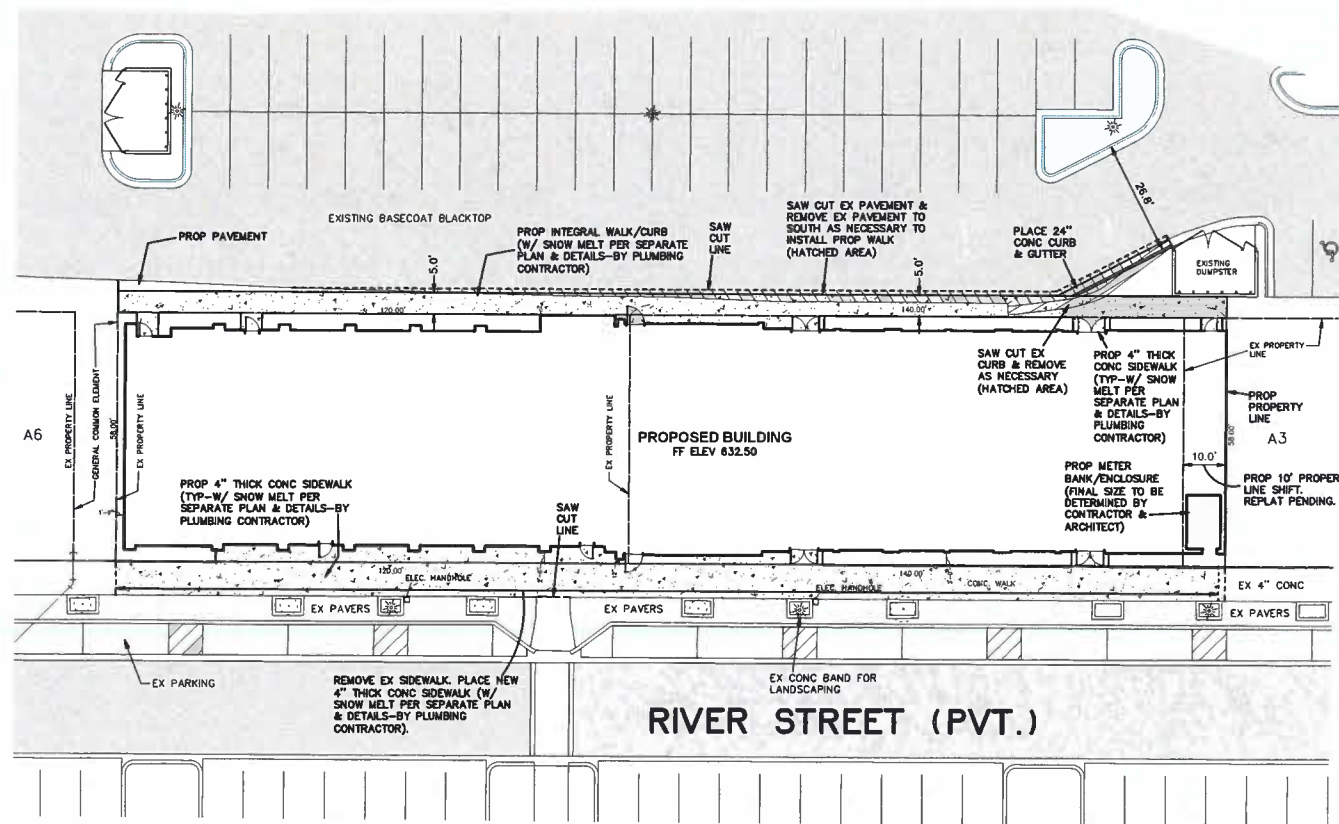 26.8'
EXISTING BASECOAT BLACKTOP
PROP PAVEMENT
PROP INTEGRAL WALK/CURB
(W/ SNOW MELT PER SEPARATE
PLAN & DETAILS-BY PLUMBING
CONTRACTOR)
5.0'
SAW
CUT
LINE
SAW CUT EX PAVEMENT &
REMOVE EX PAVEMENT TO
SOUTH AS NECESSARY TO
INSTALL PROP WALK
(HATCHED AREA)
5.0'
PLACE 24"
CONC CURB
& GUTTER
EXISTING
DUMPSTER
120.00'
140.00'
A6
EX PROPERTY LINE
GENERAL COMMON ELEMENT
58.00'
EX PROPERTY LINE
EX PROPERTY LINE
PROPOSED BUILDING
FF ELEV 632.50
SAW CUT EX
CURB & REMOVE
AS NECESSARY
(HATCHED AREA)
PROP 4" THICK
CONC SIDEWALK
(TYP-W/ SNOW
MELT PER
SEPARATE PLAN
& DETAILS-BY
PLUMBING
CONTRACTOR)
EX PROPERTY
LINE
PROP
PROPERTY
LINE
58.00'
A3
10.0'
PROP 10' PROPER
LINE SHIFT.
REPLAT PENDING.
PROP METER
BANK/ENCLOSURE
(FINAL SIZE TO BE
DETERMINED BY
CONTRACTOR &
ARCHITECT)
PROP 4" THICK CONC SIDEWALK
(TYP-W/ SNOW MELT PER
SEPARATE PLAN & DETAILS-BY
PLUMBING CONTRACTOR)
SAW
CUT
LINE
120.00'
ELEC. MANHOLE
140.00'
ELEC. MANHOLE
CONC. WALK
EX 4" CONC
EX PAVERS
EX PAVERS
EX PAVERS
EX PAVERS
EX PARKING
REMOVE EX SIDEWALK. PLACE NEW
4" THICK CONC SIDEWALK (W/
SNOW MELT PER SEPARATE PLAN
& DETAILS-BY PLUMBING
CONTRACTOR).
EX CONC BAND FOR
LANDSCAPING
RIVER STREET (PVT.)